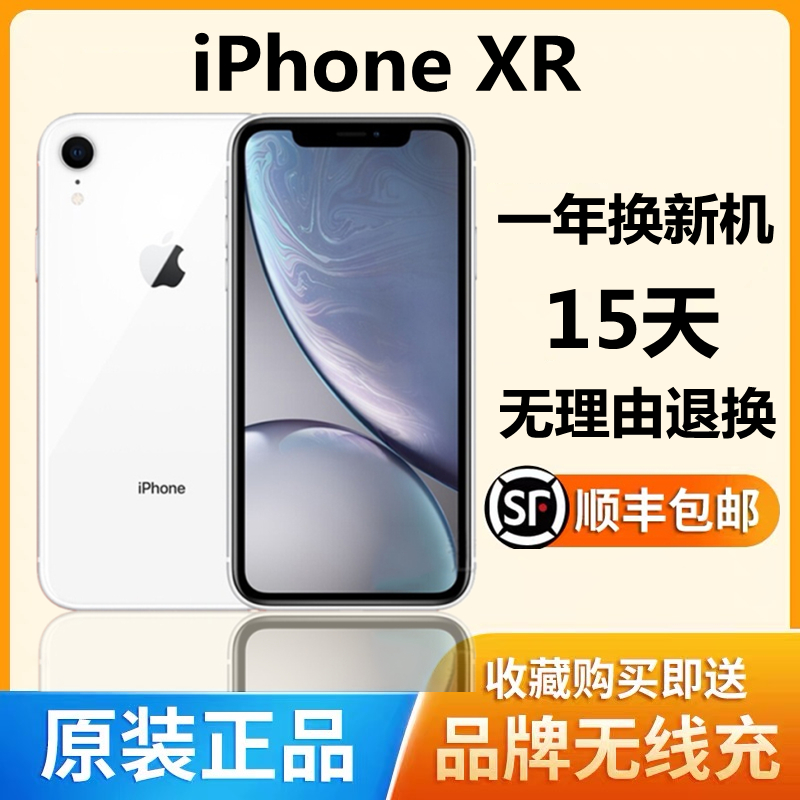 iPhone XR
一年换新机
15天
无理由退换
iPhone
SF 顺丰包邮
收藏购买即送
原装正品
品牌无线充